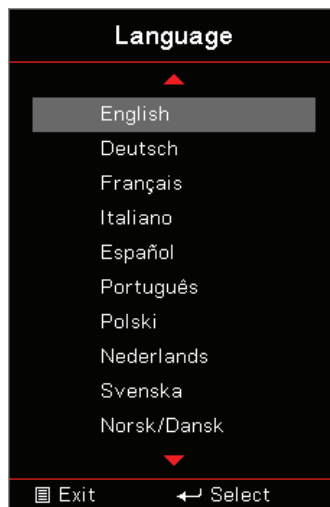 Language
English
Deutsch
Français
Italiano
Español
Português
Polski
Nederlands
Svenska
Norsk/Dansk
Exit Select